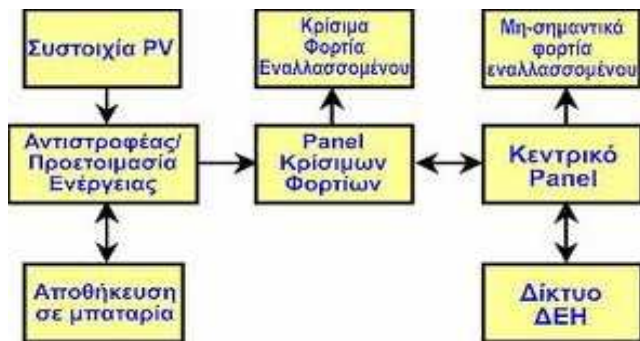 Συστοιχία PV
Κρίσιμα
Φορτία
Εναλλασσομένου
Μη-σημαντικά
φορτία
εναλλασσομένου
Αντιστροφέας/
Προετοιμασία
Ενέργειας
Panel
Κρίσιμων
Φορτίων
Κεντρικό
Panel
Αποθήκευση
σε μπαταρία
Δίκτυο
ΔΕΗ